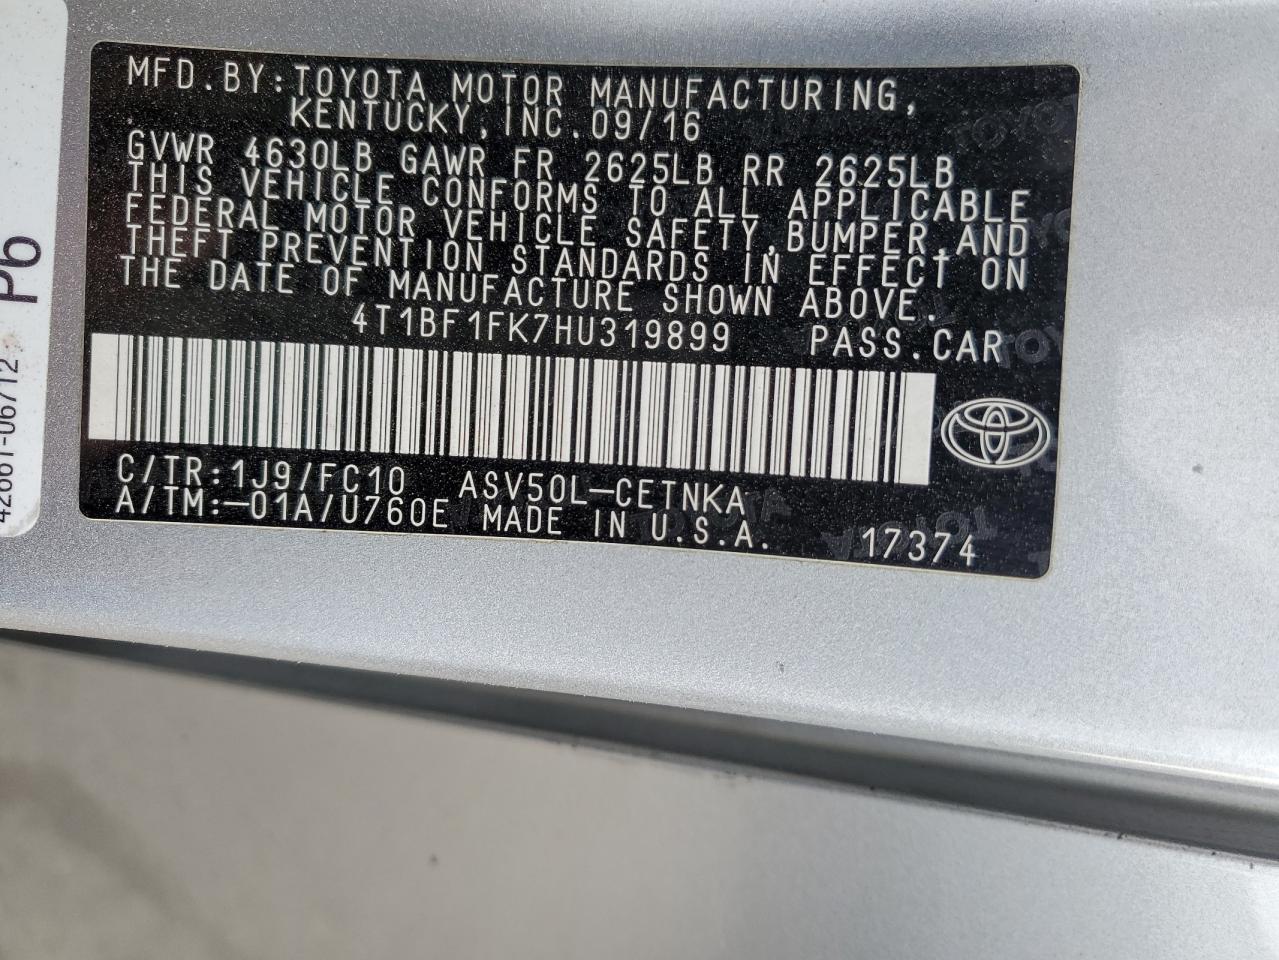 MFD.BY:TOYOTA MOTOR MANUFACTURING,
KENTUCKY,INC.09/16
GVWR 4630LB GAWR FR 2625LB RR 2625LB
THIS VEHICLE CONFORMS TO ALL APPLICABLE
FEDERAL MOTOR VEHICLE SAFETY,BUMPER,AND
THEFT PREVENTION STANDARDS IN EFFECT ON
THE DATE OF MANUFACTURE SHOWN ABOVE.
4T1BF1FK7HU319899 PASS.CAR
C/TR:1J9/FC10 ASV50L-CETNKA
A/TM:-01A/U760E MADE IN U.S.A. 17374
P6
42661-06712